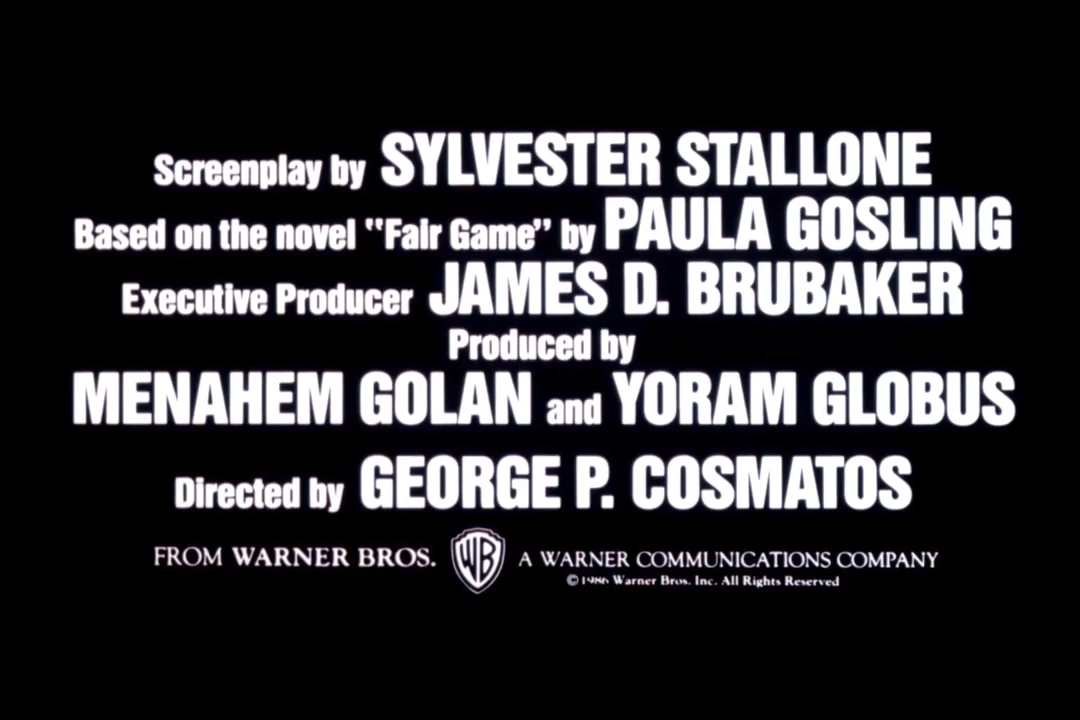 Screenplay by SYLVESTER STALLONE
Based on the novel "Fair Game" by PAULA GOSLING
Executive Producer JAMES D. BRUBAKER
Produced by
MENAHEM GOLAN and YORAM GLOBUS
Directed by GEORGE P. COSMATOS
FROM WARNER BROS. WB A WARNER COMMUNICATIONS COMPANY
© 1986 Warner Bros. Inc. All Rights Reserved